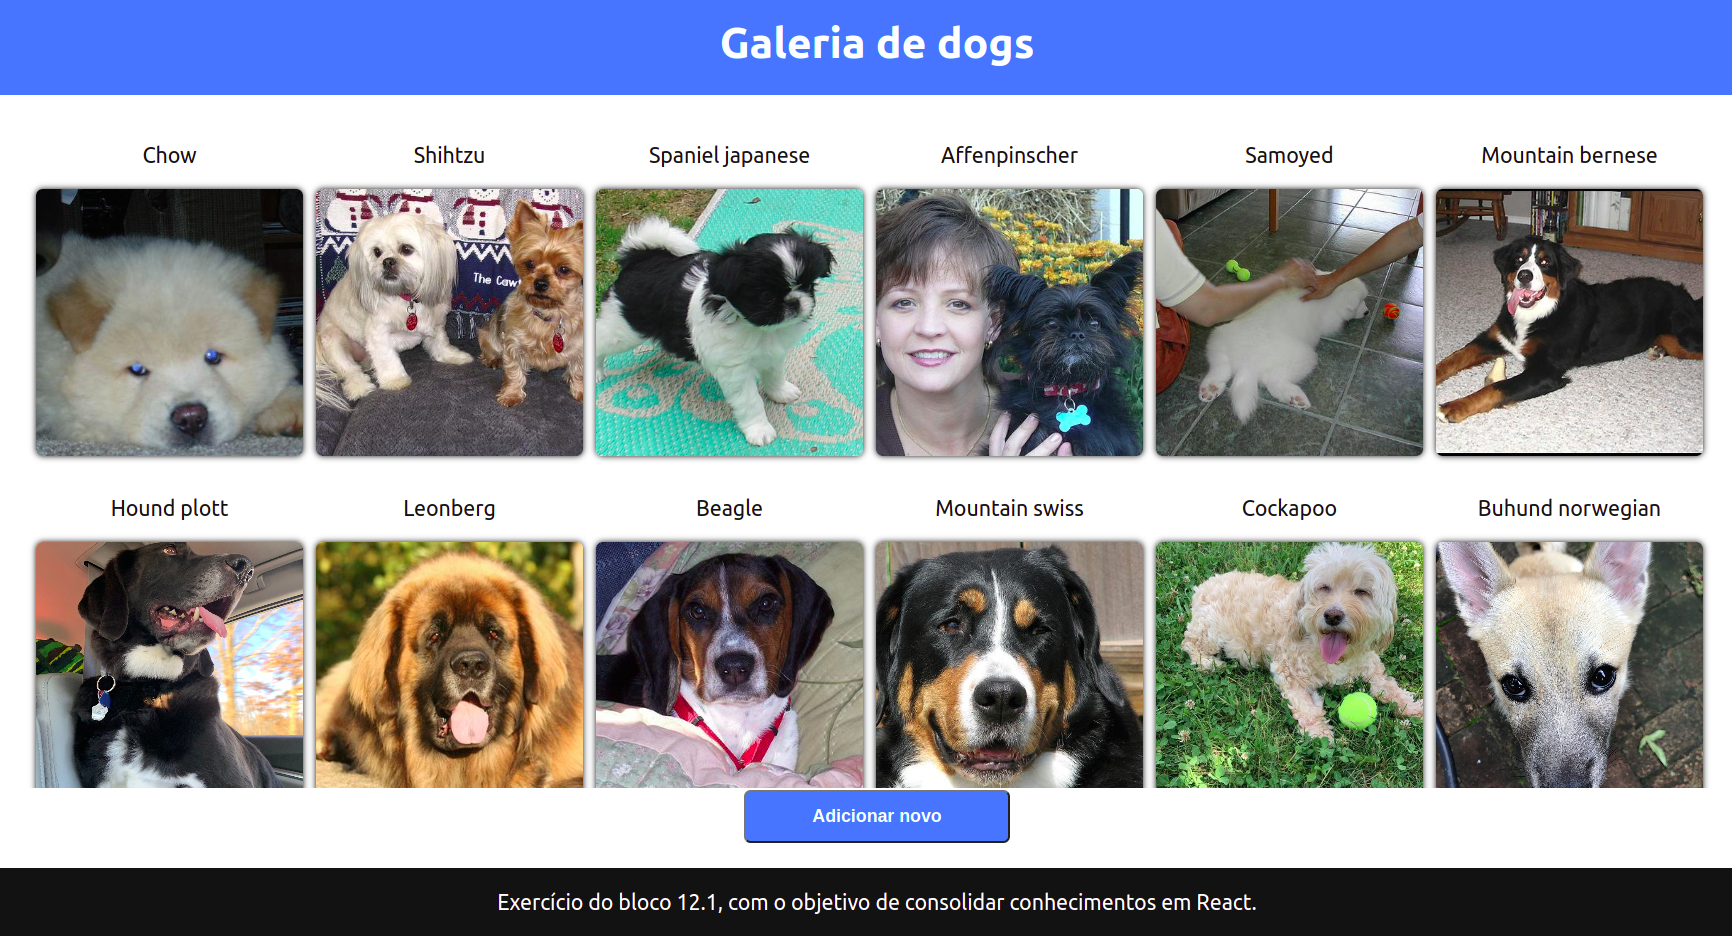 Galeria de dogs
Chow
Shihtzu
Spaniel japanese
Affenpinscher
Samoyed
Mountain bernese
The Caw
Hound plott
Leonberg
Beagle
Mountain swiss
Cockapoo
Buhund norwegian
Adicionar novo
Exercício do bloco 12.1, com o objetivo de consolidar conhecimentos em React.